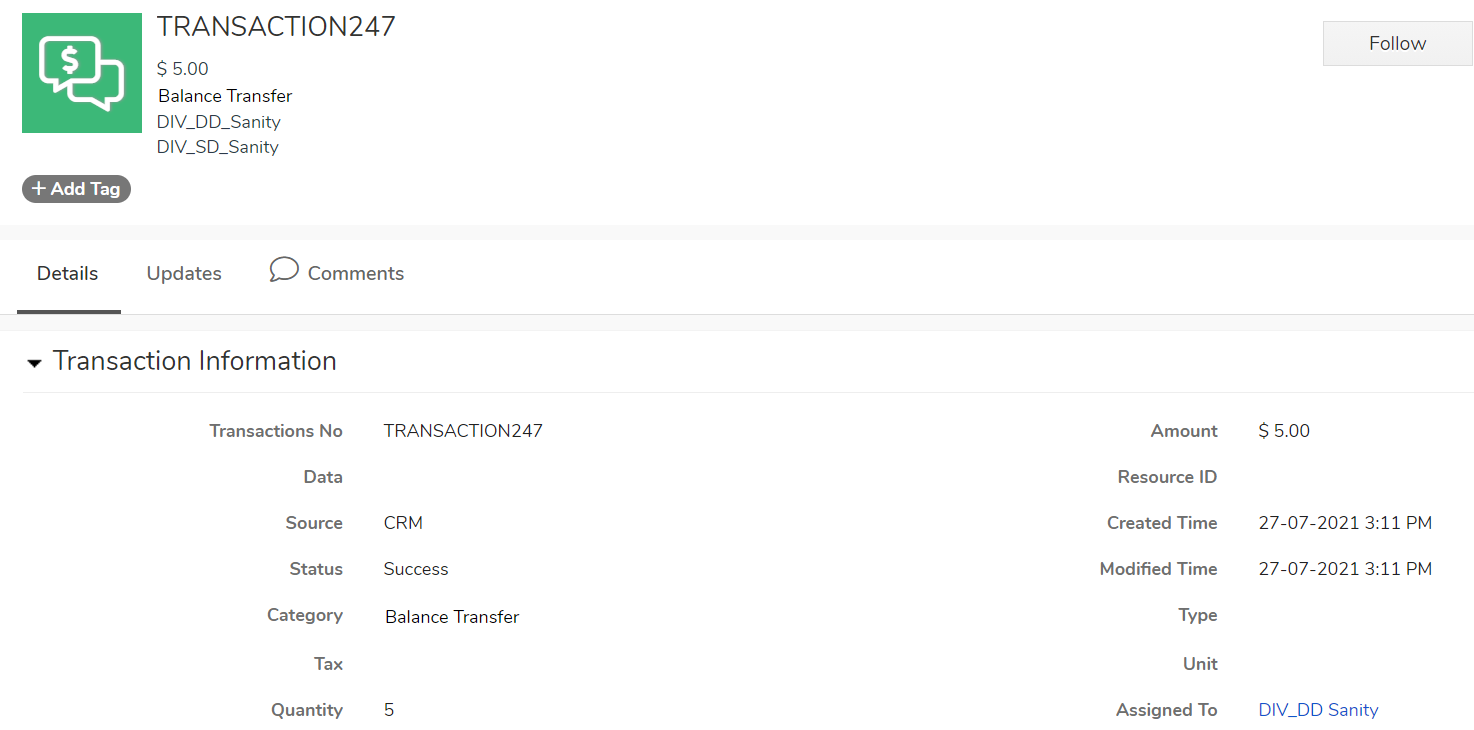 TRANSACTION247
$ 5.00
Balance Transfer
DIV_DD_Sanity
DIV_SD_Sanity
Follow
+ Add Tag
Details Updates Comments
Transaction Information
Transactions No TRANSACTION247 Amount $ 5.00
Data Resource ID
Source CRM Created Time 27-07-2021 3:11 PM
Status Success Modified Time 27-07-2021 3:11 PM
Category Balance Transfer Type
Tax Unit
Quantity 5 Assigned To DIV_DD Sanity